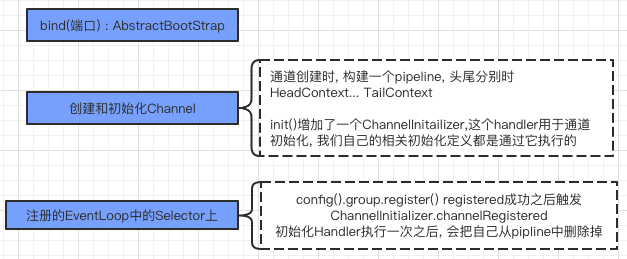 bind(端口) : AbstractBootStrap
创建和初始化Channel
通道创建时, 构建一个pipeline, 头尾分别时
HeadContext... TailContext
init()增加了一个ChannelInitailizer,这个handler用于通道
初始化, 我们自己的相关初始化定义都是通过它执行的
注册的EventLoop中的Selector上
config().group.register() registered成功之后触发
ChannelInitializer.channelRegistered
初始化Handler执行一次之后, 会把自己从pipline中删除掉